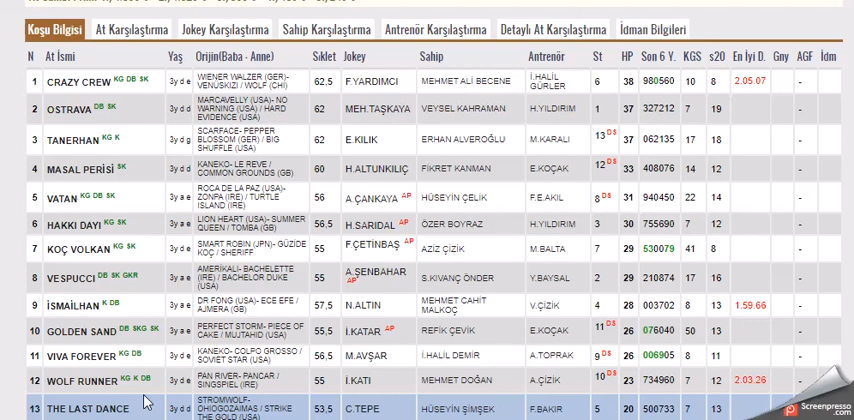 Koşu Bilgisi At Karşılaştırma Jokey Karşılaştırma Sahip Karşılaştırma Antrenör Karşılaştırma Detaylı At Karşılaştırma İdman Bilgileri
N At İsmi Yaş Orijin(Baba - Anne) Sıklet Jokey Sahip Antrenör St HP Son 6 Y. KGS s20 En İyi D. Gny AGF İdm
1 CRAZY CREW KG DB SK 3y d e WIENER WALZER (GER)- VENÜSKIZI / WOLF (CHI) 62,5 F.YARDIMCI MEHMET ALİ BECENE İ.HALİL GÜRLER 6 38 980560 10 8 2.05.07 -
2 OSTRAVA DB SK 3y d d MARCAVELLY (USA)- NO WARNING (USA) / HARD EVIDENCE (USA) 62 MEH.TAŞKAYA VEYSEL KAHRAMAN H.YILDIRIM 1 37 327212 7 19 -
3 TANERHAN KG K 3y d g SCARFACE- PEPPER BLOSSOM (GER) / BIG SHUFFLE (USA) 62 E.KILIK ERHAN ALVEROĞLU M.KARALI 13 DS 37 062135 17 18 -
4 MASAL PERİSİ SK 3y d d KANEKO- LE REVE / COMMON GROUNDS (GB) 60 H.ALTUNKILIÇ FİKRET KANMAN E.KOÇAK 12 DS 33 408076 14 12 -
5 VATAN KG DB SK 3y a a ROCA DE LA PAZ (USA)- ZONPA (IRE) / TURTLE ISLAND (IRE) 56 A.ÇANKAYA AP HÜSEYİN ÇELİK F.E.AKIL 8 DS 31 940450 22 14 -
6 HAKKI DAYI KG SK 3y a e LION HEART (USA)- SUMMER QUEEN / TOMBA (GB) 56,5 H.SARIDAL AP ÖZER BOYRAZ H.YILDIRIM 3 30 755690 7 12 -
7 KOÇ VOLKAN KG SK 3y d e SMART ROBIN (JPN)- GÜZİDE KOÇ / SHERIFF 55 F.ÇETİNBAŞ AP AZİZ ÇİZİK M.BALTA 7 29 530079 41 8 -
8 VESPUCCI DB SK GKR 3y a e AMERIKALI- BACHELETTE (IRE) / BACHELOR DUKE (USA) 55 A.ŞENBAHAR AP S.KIVANÇ ÖNDER Y.BAYSAL 2 29 210874 17 16 -
9 İSMAİLHAN K DB 3y a e DR FONG (USA)- ECE EFE / AJMERA (GB) 57,5 N.ALTIN MEHMET CAHİT MALKOÇ V.ÇİZİK 4 28 003702 8 13 1.59.66 -
10 GOLDEN SAND DB SKG SK 3y a e PERFECT STORM- PIECE OF CAKE / MUJTAHID (USA) 55,5 İ.KATAR AP REFİK ÇEVİK E.KOÇAK 11 DS 26 076040 50 13 -
11 VIVA FOREVER KG DB 3y d e KANEKO- COLPO GROSSO / SOVIET STAR (USA) 56,5 M.AVŞAR İ.HALİL DEMİR A.TOPRAK 9 DS 26 006905 8 11 -
12 WOLF RUNNER KG K DB 3y d e PAN RIVER- PANCAR / SINGSPIEL (IRE) 55 İ.KATI MEHMET DOĞAN A.ÇİZİK 10 DS 23 734960 7 12 2.03.26 -
13 THE LAST DANCE 3y d d STROMWOLF- OHIOGOZAIMAS / STRIKE THE GOLD (USA) 53,5 C.TEPE HÜSEYİN ŞİMŞEK F.BAKIR 5 20 500733 7 13
Screenpresso
.com